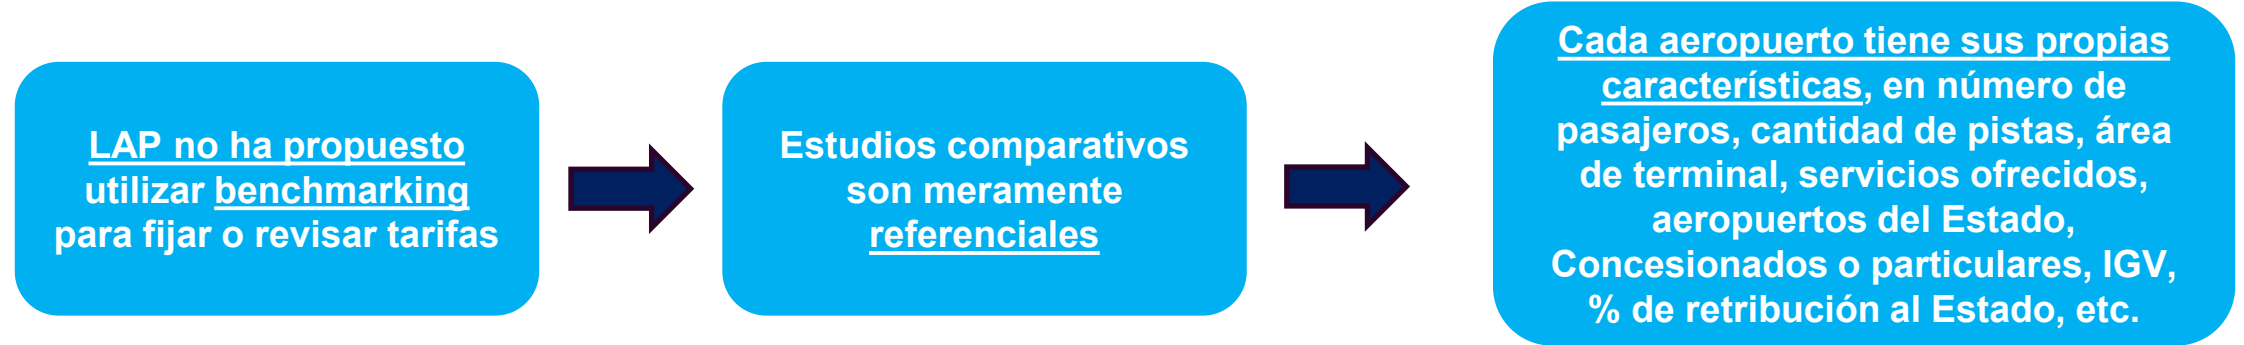 LAP no ha propuesto
utilizar benchmarking
para fijar o revisar tarifas
Estudios comparativos
son meramente
referenciales
Cada aeropuerto tiene sus propias
características, en número de
pasajeros, cantidad de pistas, área
de terminal, servicios ofrecidos,
aeropuertos del Estado,
Concesionados o particulares, IGV,
% de retribución al Estado, etc.